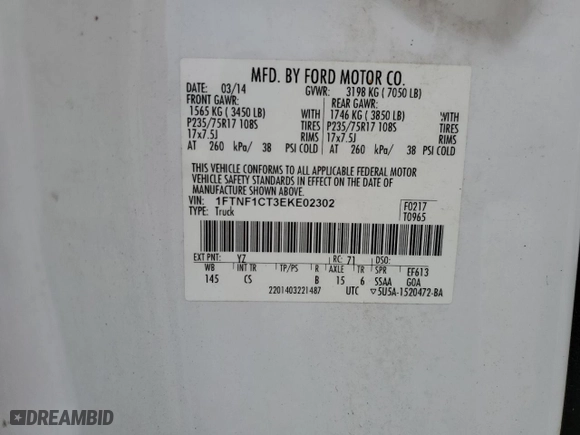 MFD. BY FORD MOTOR CO.
DATE: 03/14 GVWR: 3198 KG ( 7050 LB)
FRONT GAWR: REAR GAWR:
1565 KG ( 3450 LB) WITH 1746 KG ( 3850 LB) WITH
P235/75R17 108S TIRES P235/75R17 108S TIRES
17x7.5J RIMS 17x7.5J RIMS
AT 260 kPa/ 38 PSI COLD AT 260 kPa/ 38 PSI COLD
THIS VEHICLE CONFORMS TO ALL APPLICABLE FEDERAL MOTOR
VEHICLE SAFETY STANDARDS IN EFFECT ON THE DATE OF
MANUFACTURE SHOWN ABOVE.
VIN: 1FTNF1CT3EKE02302 F0217
TYPE: Truck T0965
EXT PNT: YZ RC: 71 DSO:
WB INT TR TP/PS R AXLE TR SPR EF613
145 CS B 15 6 SSAA GOA
2201403221487 UTC ▽5U5A-1520472-BA
DREAMBID